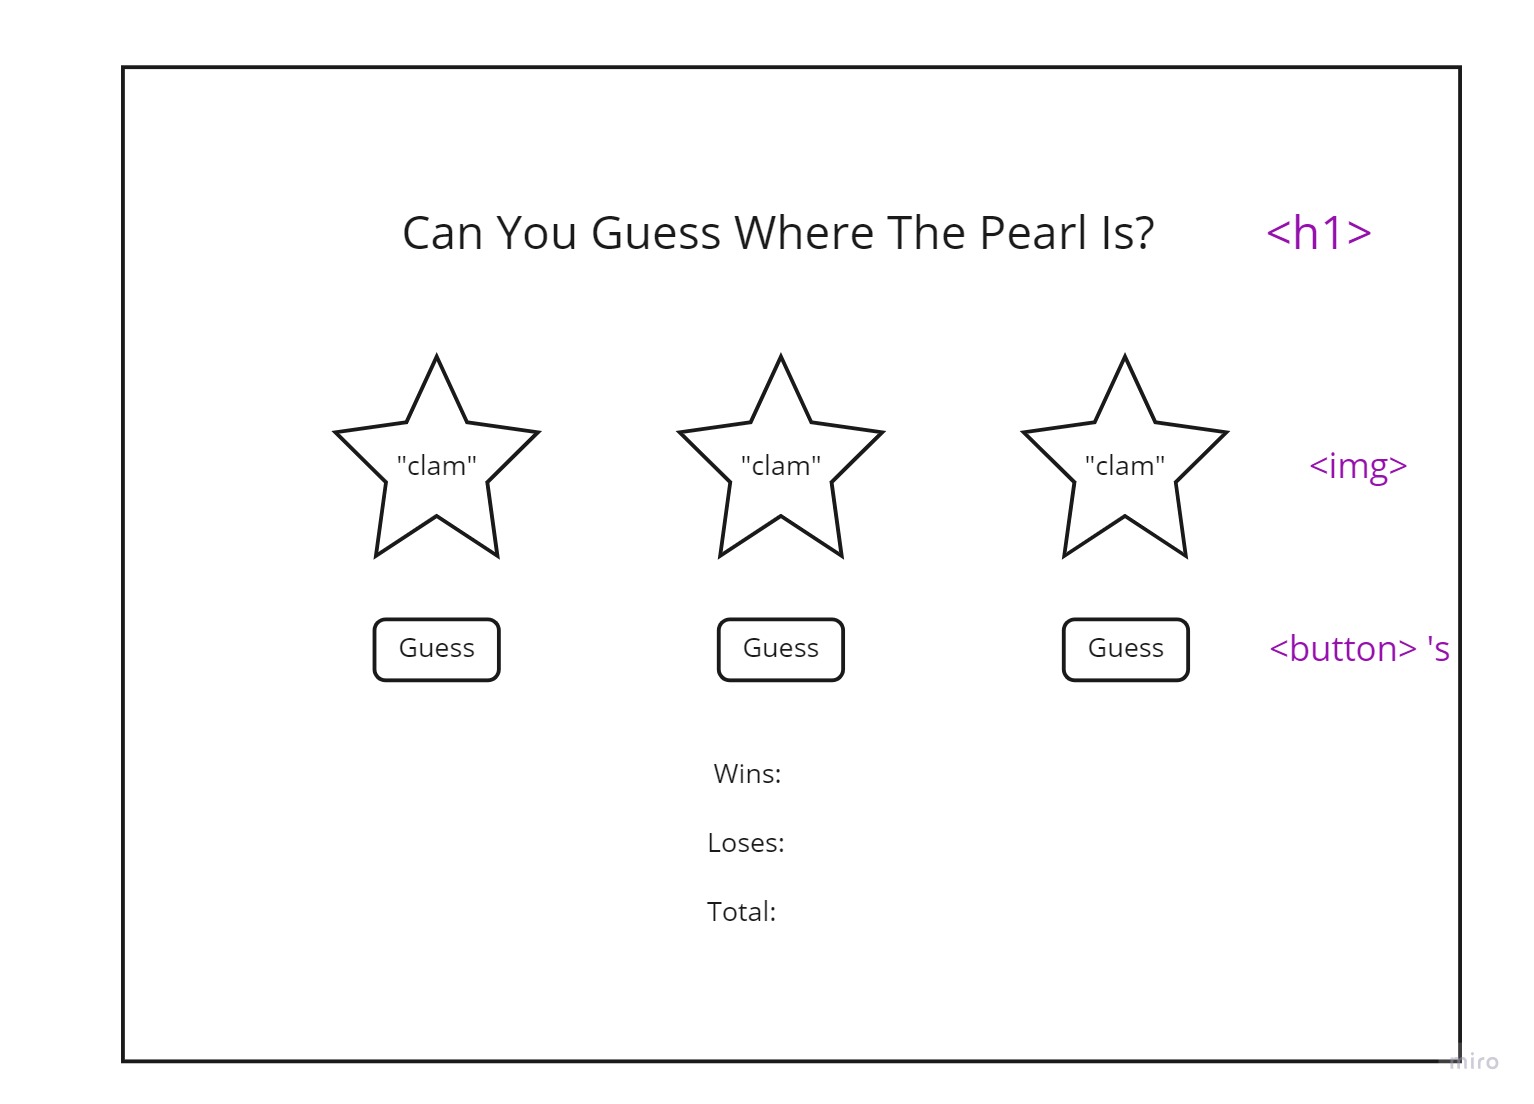 Can You Guess Where The Pearl Is? <h1>
"clam" "clam" "clam" <img>
Guess Guess Guess <button> 's
Wins:
Loses:
Total:
miro